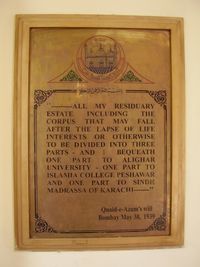 "———ALL MY RESIDUARY
ESTATE INCLUDING THE
CORPUS THAT MAY FALL
AFTER THE LAPSE OF LIFE
INTERESTS OR OTHERWISE
TO BE DIVIDED INTO THREE
PARTS - AND I BEQUEATH
ONE PART TO ALIGHAR
UNIVERSITY - ONE PART TO
ISLAMIA COLLEGE PESHAWAR
AND ONE PART TO SINDH
MADRASSA OF KARACHI———"
Quaid-e-Azam's will
Bombay May 30, 1939